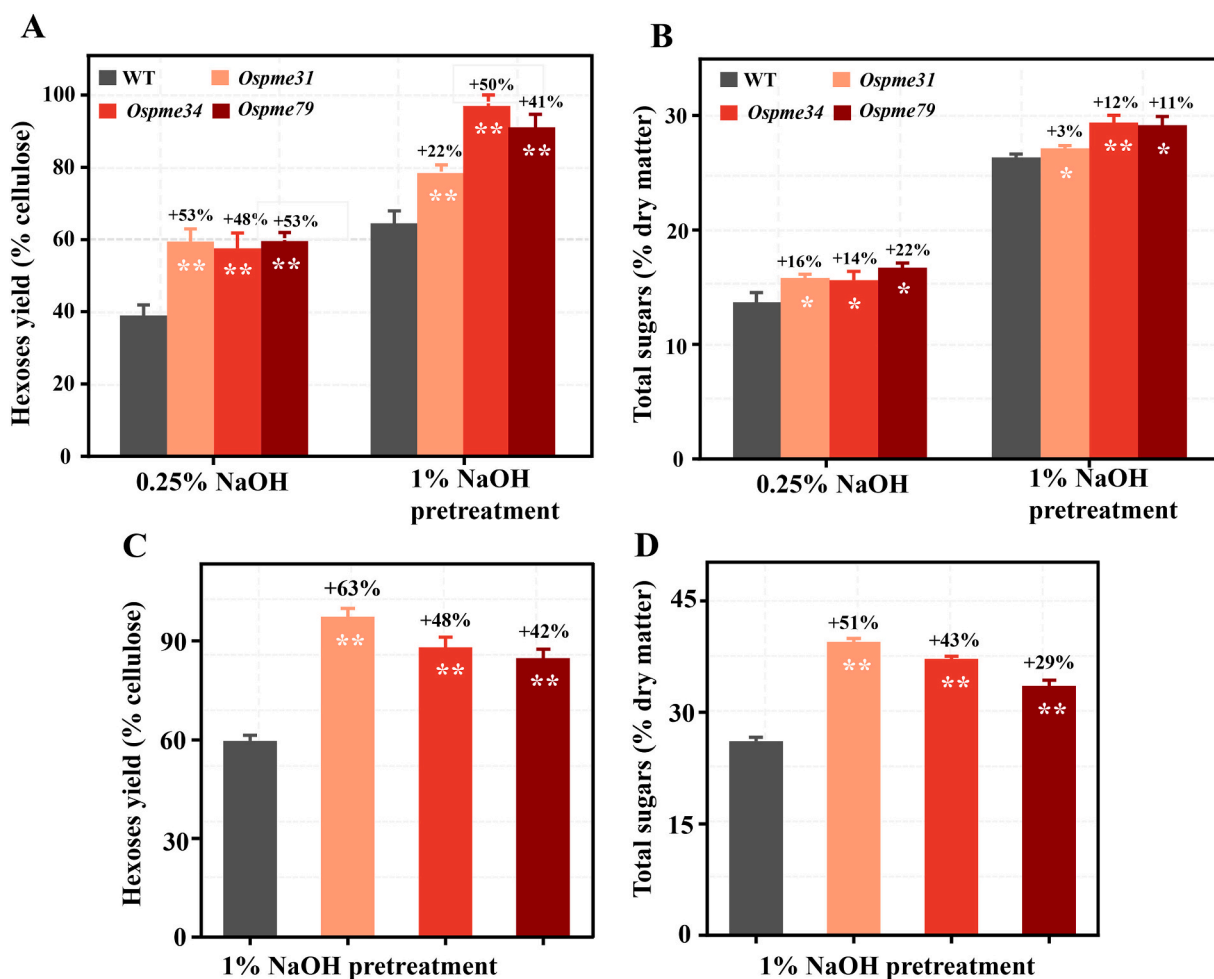 A
Hexoses yield (% cellulose)
100
80
60
40
20
0
WT
Ospme31
Ospme34
Ospme79
+53%
+48%
+53%
**
**
**
+22%
+50%
+41%
**
**
**
0.25% NaOH
1% NaOH
pretreatment
B
Total sugars (% dry matter)
30
20
10
0
WT
Ospme31
Ospme34
Ospme79
+16%
+14%
+22%
*
*
*
+3%
+12%
+11%
*
**
*
0.25% NaOH
1% NaOH
pretreatment
C
Hexoses yield (% cellulose)
90
60
30
0
+63%
+48%
+42%
**
**
**
1% NaOH pretreatment
D
Total sugars (% dry matter)
45
30
15
0
+51%
+43%
+29%
**
**
**
1% NaOH pretreatment